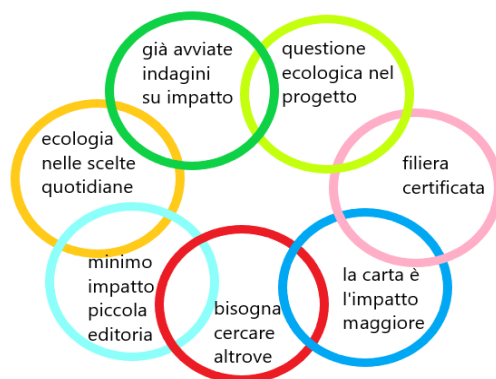 già avviate
indagini
su impatto
questione
ecologica nel
progetto
ecologia
nelle scelte
quotidiane
filiera
certificata
minimo
impatto
piccola
editoria
bisogna
cercare
altrove
la carta è
l'impatto
maggiore